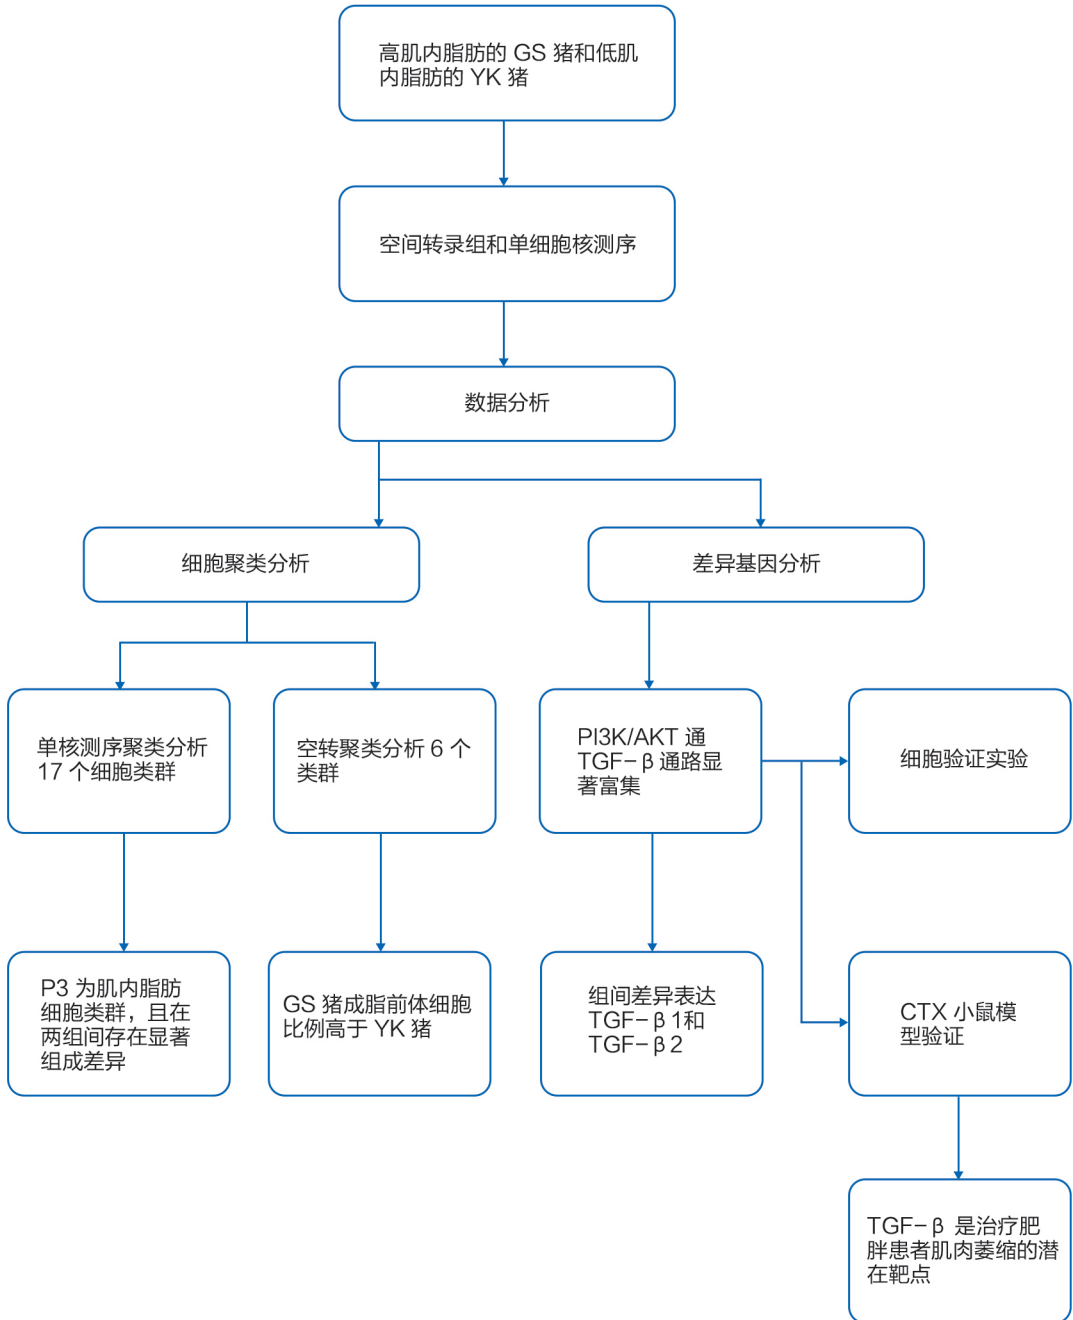 高肌内脂肪的 GS 猪和低肌
内脂肪的 YK 猪
空间转录组和单细胞核测序
数据分析
细胞聚类分析
差异基因分析
单核测序聚类分析
17 个细胞类群
空转聚类分析 6 个
类群
PI3K/AKT 通
TGF-β 通路显
著富集
细胞验证实验
P3 为肌内脂肪
细胞类群，且在
两组间存在显著
组成差异
GS 猪成脂前体细胞
比例高于 YK 猪
组间差异表达
TGF-β1和
TGF-β2
CTX 小鼠模
型验证
TGF-β 是治疗肥
胖患者肌肉萎缩的潜
在靶点